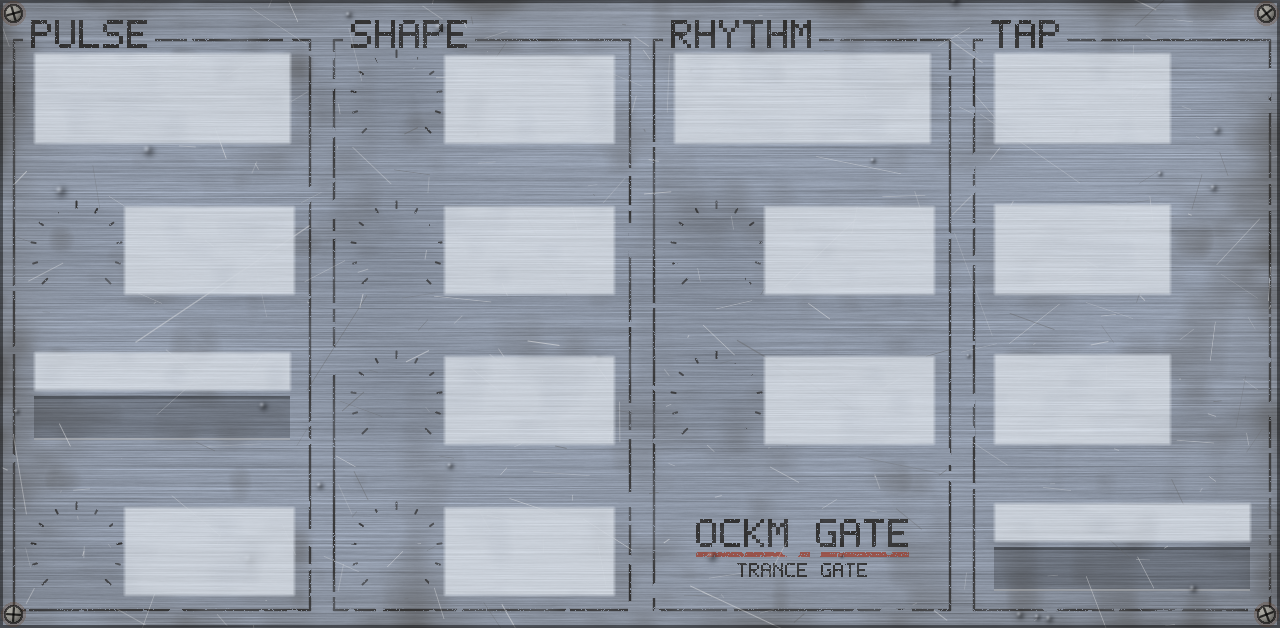 PULSE
SHAPE
RHYTHM
TAP
OCKM GATE
TRANCE GATE